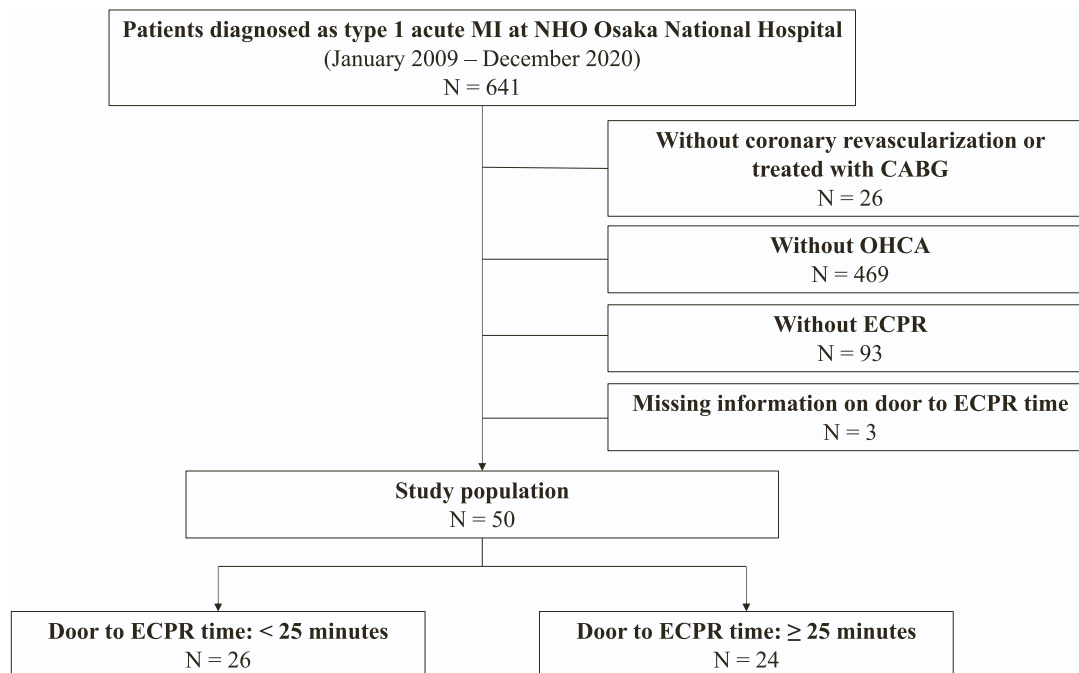 Patients diagnosed as type 1 acute MI at NHO Osaka National Hospital
(January 2009 – December 2020)
N = 641
Without coronary revascularization or
treated with CABG
N = 26
Without OHCA
N = 469
Without ECPR
N = 93
Missing information on door to ECPR time
N = 3
Study population
N = 50
Door to ECPR time: < 25 minutes
N = 26
Door to ECPR time: ≥ 25 minutes
N = 24